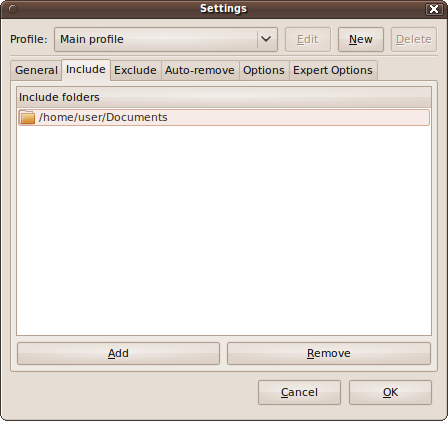 Settings
Profile: Main profile Edit New Delete
General Include Exclude Auto-remove Options Expert Options
Include folders
/home/user/Documents
Add Remove
Cancel OK